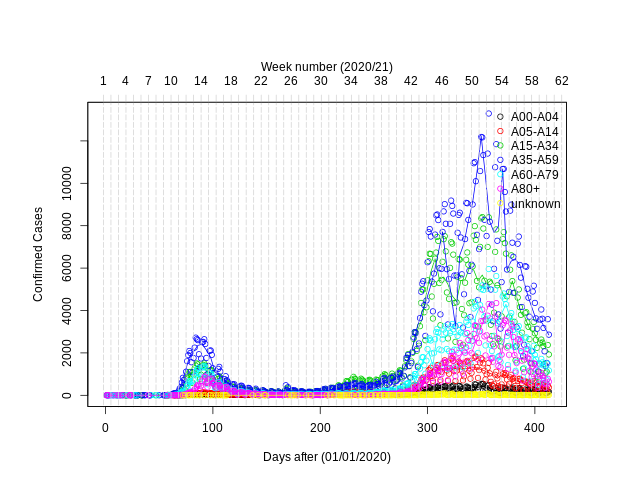 Week number (2020/21)
1 4 7 10 14 18 22 26 30 34 38 42 46 50 54 58 62
A00-A04
A05-A14
A15-A34
A35-A59
A60-A79
A80+
unknown
Confirmed Cases
10000
8000
6000
4000
2000
0
0 100 200 300 400
Days after (01/01/2020)